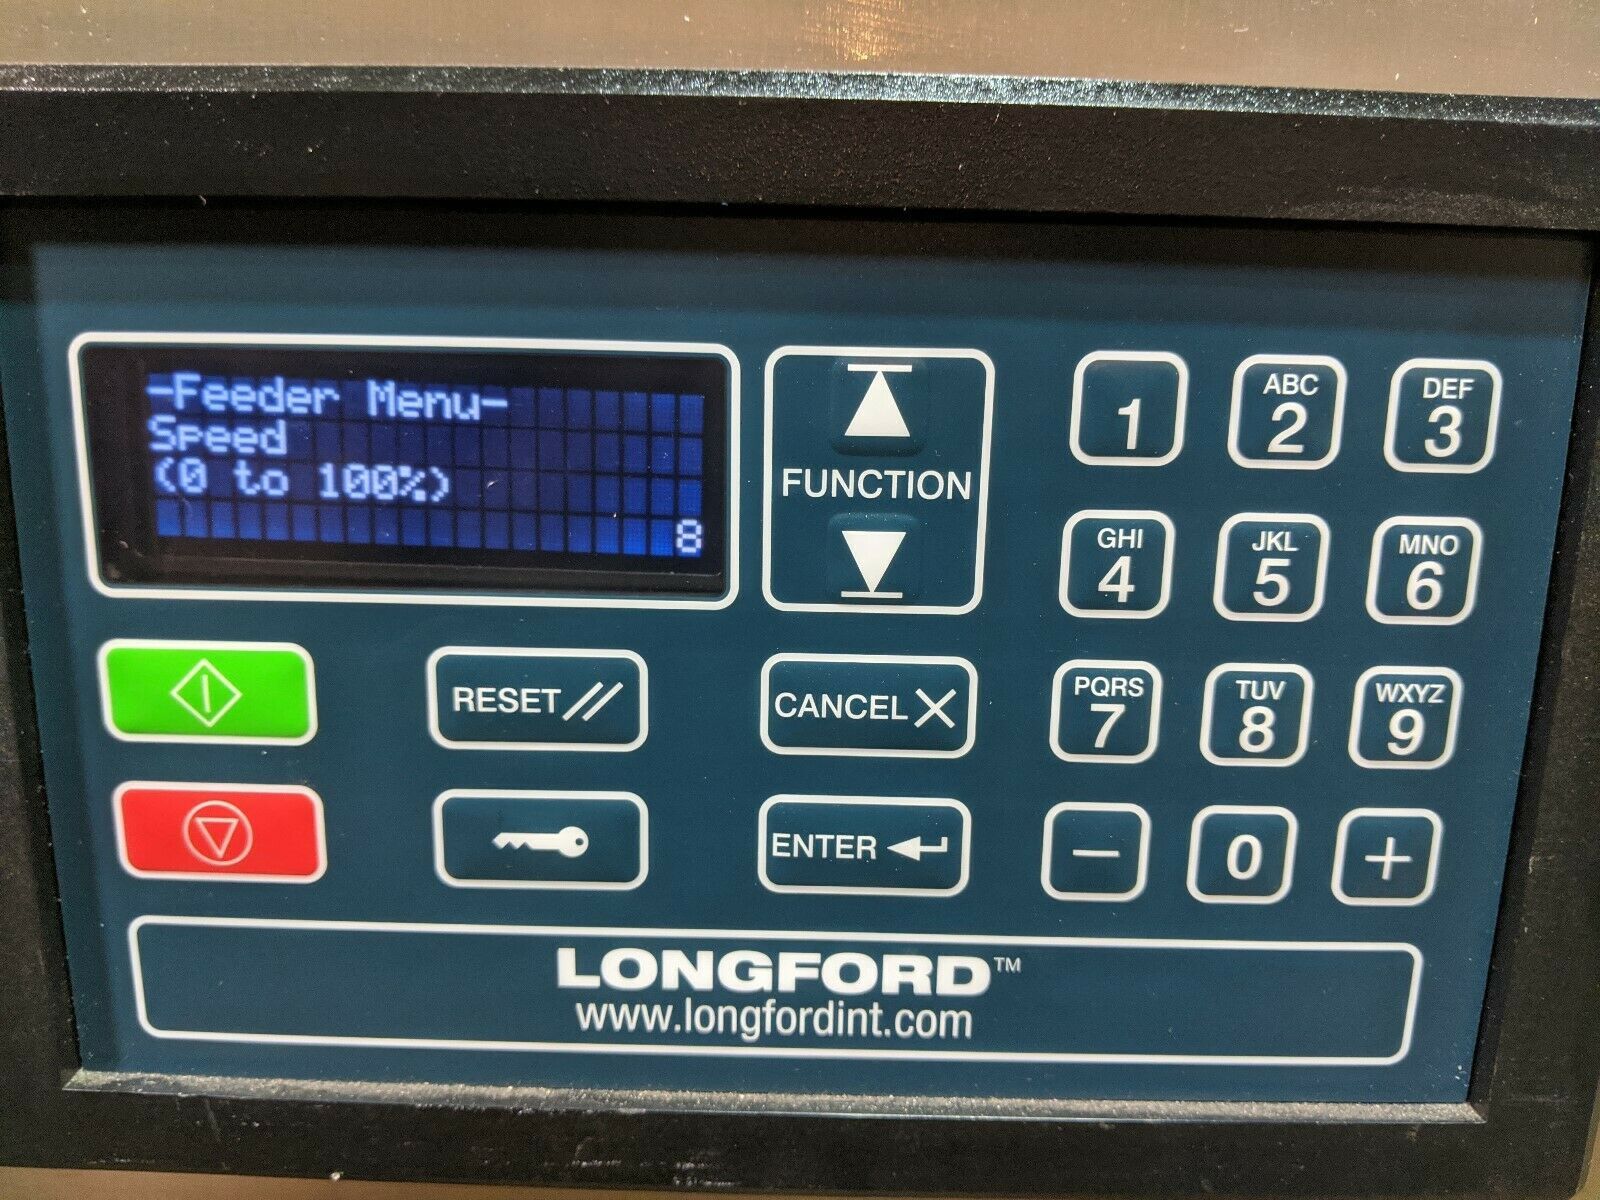 -Feeder Menu-
Speed
(0 to 100%)
8
FUNCTION
1
ABC
2
DEF
3
GHI
4
JKL
5
MNO
6
RESET //
CANCEL X
PQRS
7
TUV
8
WXYZ
9
ENTER
-
0
+
LONGFORD™
www.longfordint.com